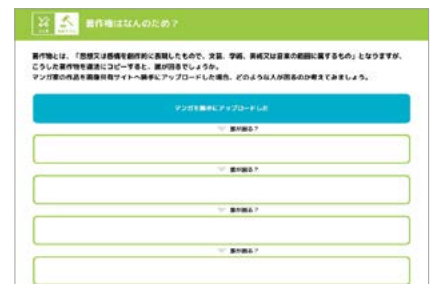 著作権はなんのため？
著作物とは、「思想又は感情を創作的に表現したもので、文芸、学術、美術又は音楽の範囲に属するもの」となりますが、
こうした著作物を違法にコピーすると、誰が困るでしょうか。
マンガ家の作品を画像共有サイトへ勝手にアップロードした場合、どのような人が困るのか考えてみましょう。
マンガを勝手にアップロードした
誰が困る？
誰が困る？
誰が困る？
誰が困る？